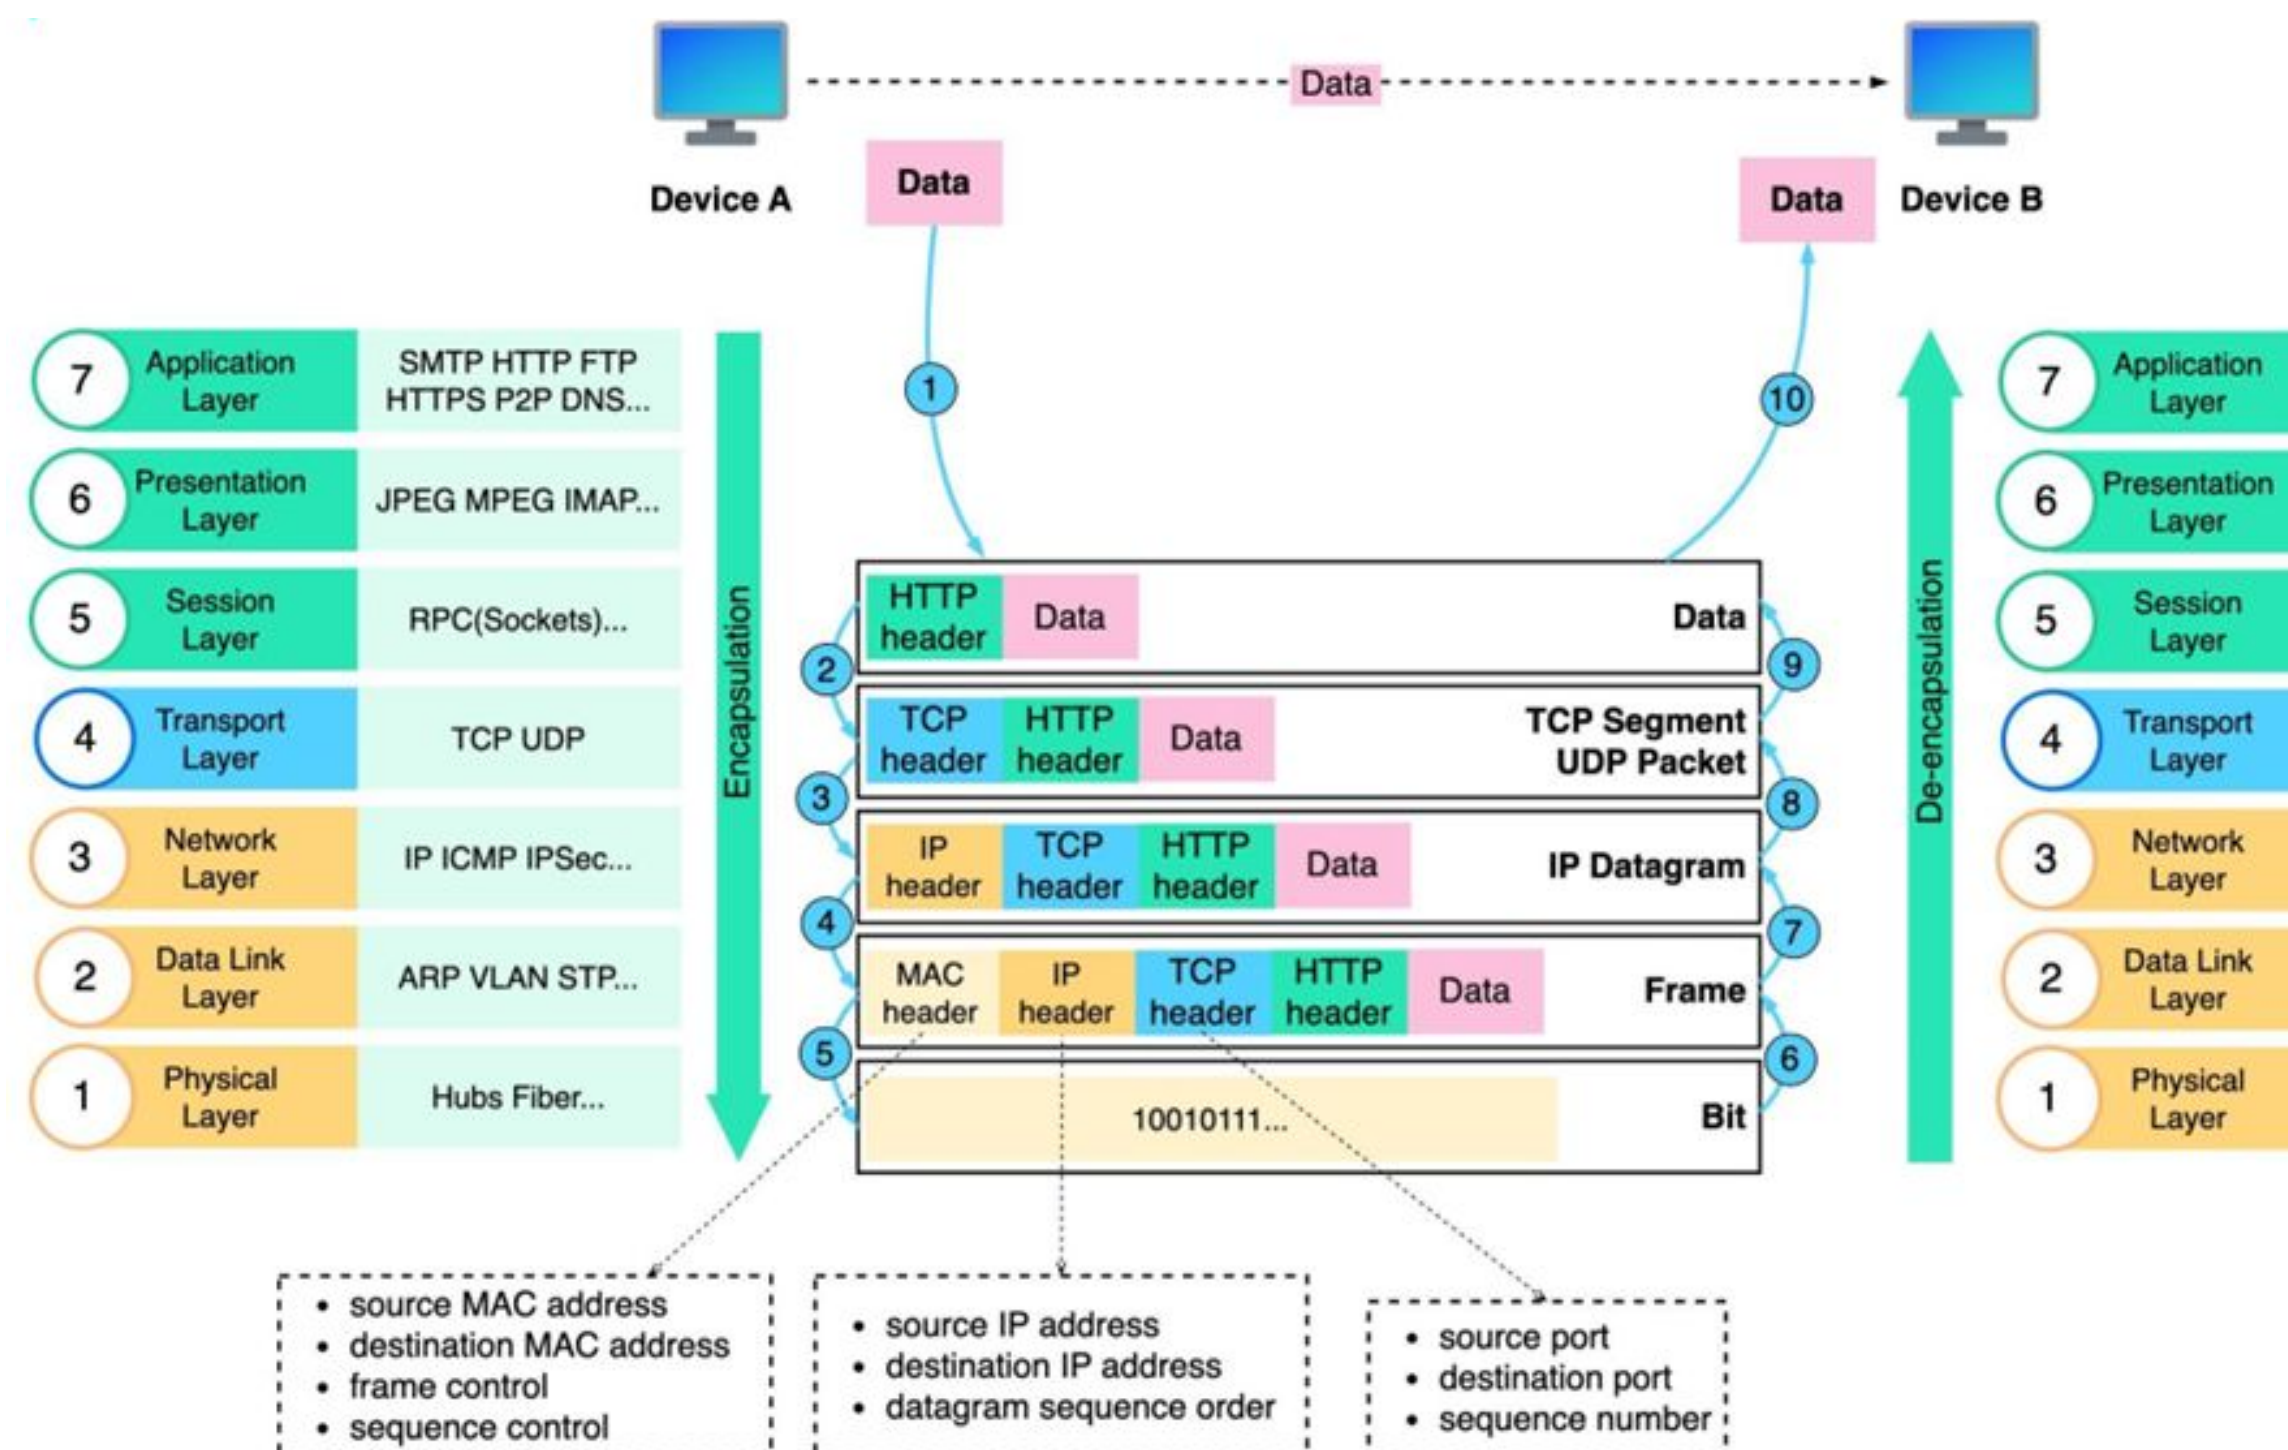 Data
Device A
Data
Data
Device B
7
Application
Layer
SMTP HTTP FTP
HTTPS P2P DNS...
6
Presentation
Layer
JPEG MPEG IMAP...
5
Session
Layer
RPC(Sockets)...
4
Transport
Layer
TCP UDP
3
Network
Layer
IP ICMP IPSec...
2
Data Link
Layer
ARP VLAN STP...
1
Physical
Layer
Hubs Fiber...
Encapsulation
1
10
HTTP
header
Data
Data
2
9
TCP
header
HTTP
header
Data
TCP Segment
UDP Packet
3
8
IP
header
TCP
header
HTTP
header
Data
IP Datagram
4
7
MAC
header
IP
header
TCP
header
HTTP
header
Data
Frame
5
6
10010111...
Bit
De-encapsulation
7
Application
Layer
6
Presentation
Layer
5
Session
Layer
4
Transport
Layer
3
Network
Layer
2
Data Link
Layer
1
Physical
Layer
• source MAC address
• destination MAC address
• frame control
• sequence control
• source IP address
• destination IP address
• datagram sequence order
• source port
• destination port
• sequence number